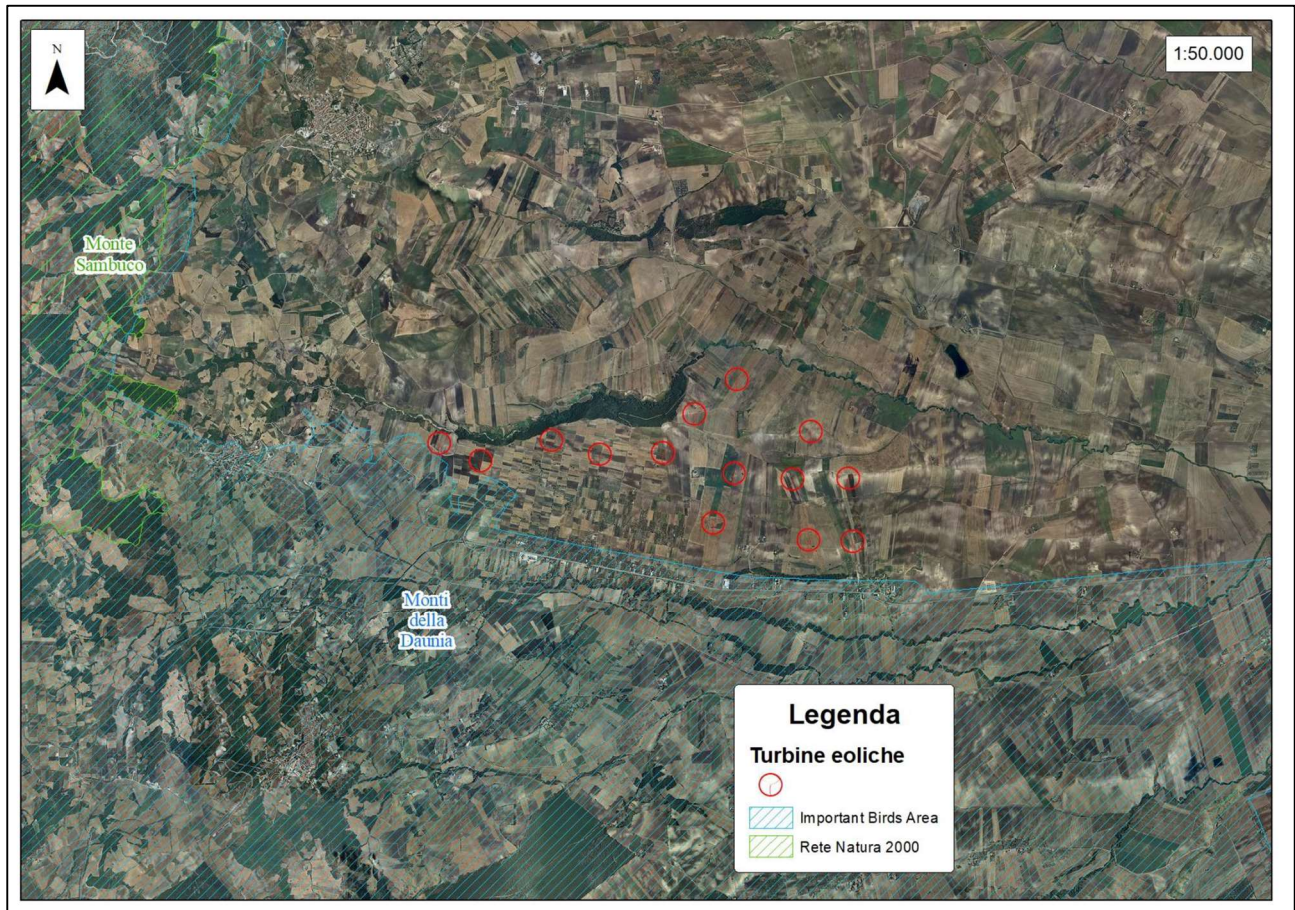 N
1:50.000
Monte
Sambuco
Monti
della
Daunia
Legenda
Turbine eoliche
Important Birds Area
Rete Natura 2000